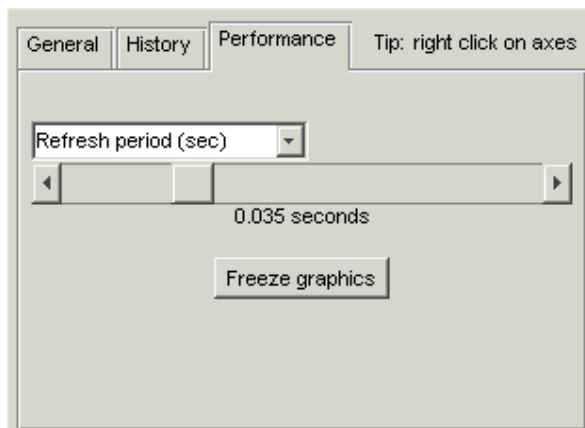 General History Performance Tip: right click on axes
Refresh period (sec)
0.035 seconds
Freeze graphics